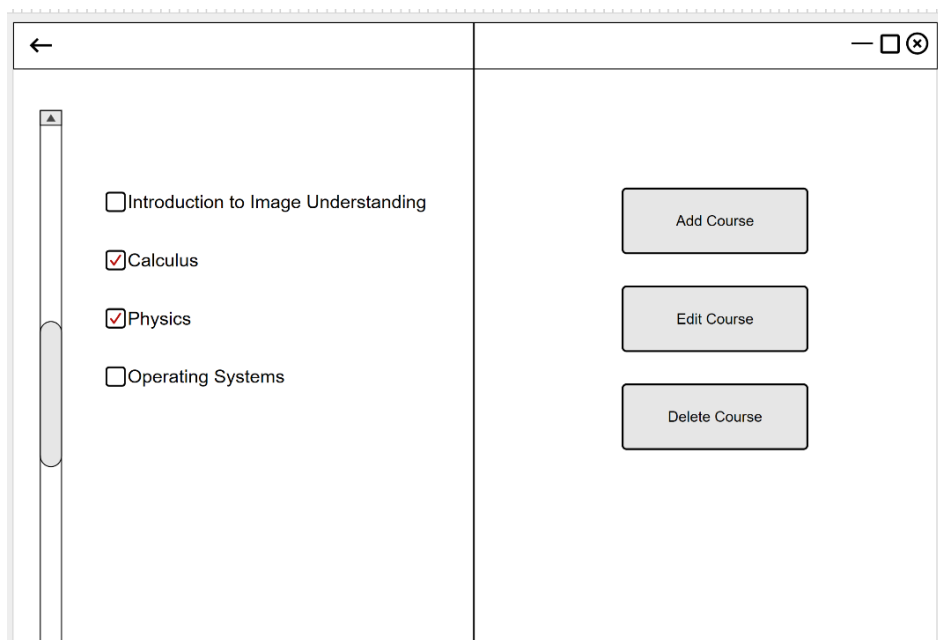 Introduction to Image Understanding
Calculus
Physics
Operating Systems
Add Course
Edit Course
Delete Course